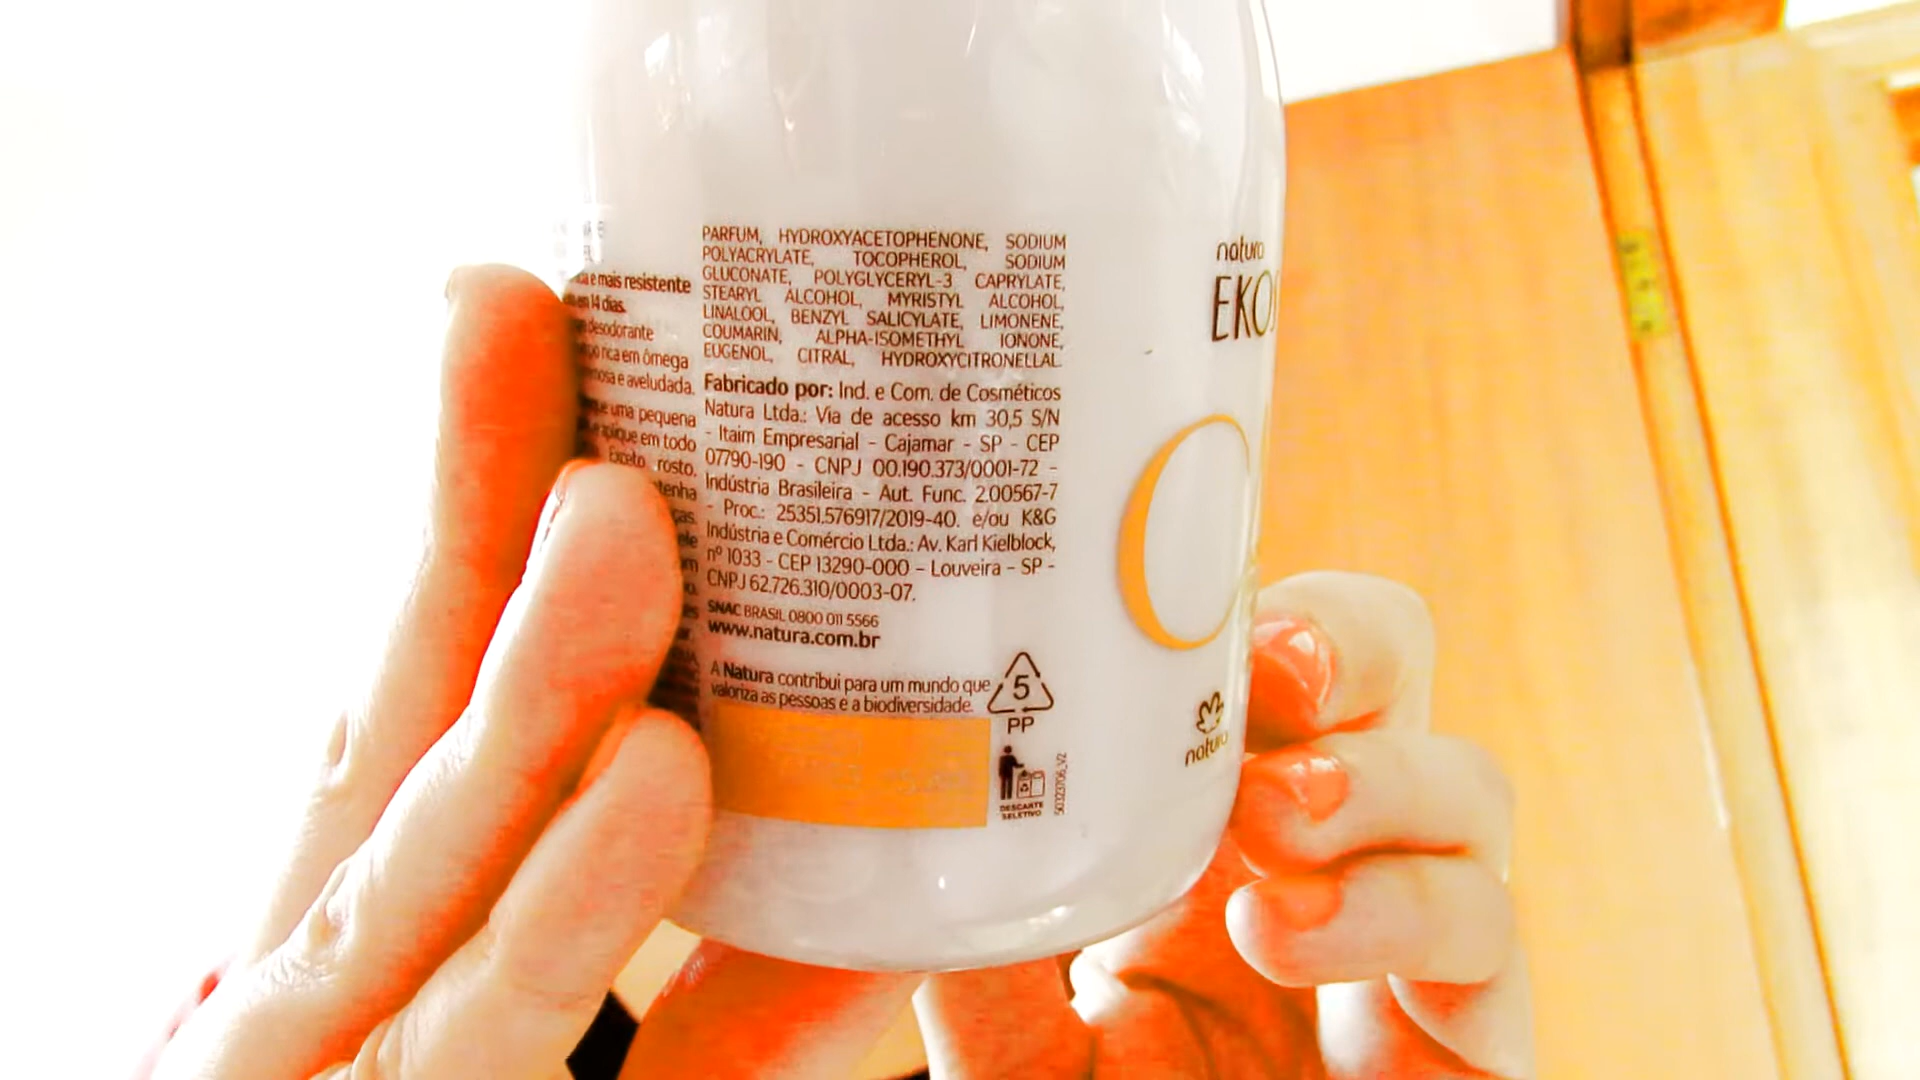 e mais resistente
em 14 dias.
desodorante
rica em ômega
e aveludada.
uma pequena
aplique em todo
Exceto rosto.
PARFUM, HYDROXYACETOPHENONE, SODIUM
POLYACRYLATE, TOCOPHEROL, SODIUM
GLUCONATE, POLYGLYCERYL-3 CAPRYLATE,
STEARYL ALCOHOL, MYRISTYL ALCOHOL,
LINALOOL, BENZYL SALICYLATE, LIMONENE,
COUMARIN, ALPHA-ISOMETHYL IONONE,
EUGENOL, CITRAL, HYDROXYCITRONELLAL.
Fabricado por: Ind. e Com. de Cosméticos
Natura Ltda.: Via de acesso km 30,5 S/N
- Itaim Empresarial - Cajamar - SP - CEP
07790-190 - CNPJ 00.190.373/0001-72 -
Indústria Brasileira - Aut. Func. 2.00567-7
- Proc.: 25351.576917/2019-40. e/ou K&G
Indústria e Comércio Ltda.: Av. Karl Kielblock,
nº 1033 - CEP 13290-000 - Louveira - SP -
CNPJ 62.726.310/0003-07.
SNAC BRASIL 0800 011 5566
www.natura.com.br
A Natura contribui para um mundo que
valoriza as pessoas e a biodiversidade.
5
PP
DESCARTE
SELETIVO
natura
EKOS
natura